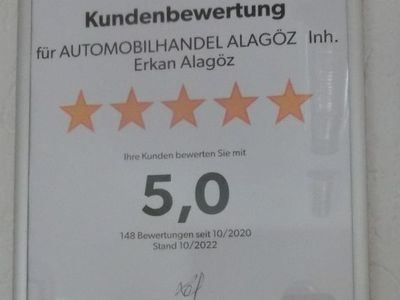 Kundenbewertung
für AUTOMOBILHANDEL ALAGÖZ Inh.
Erkan Alagöz
Ihre Kunden bewerten Sie mit
5,0
148 Bewertungen seit 10/2020
Stand 10/2022